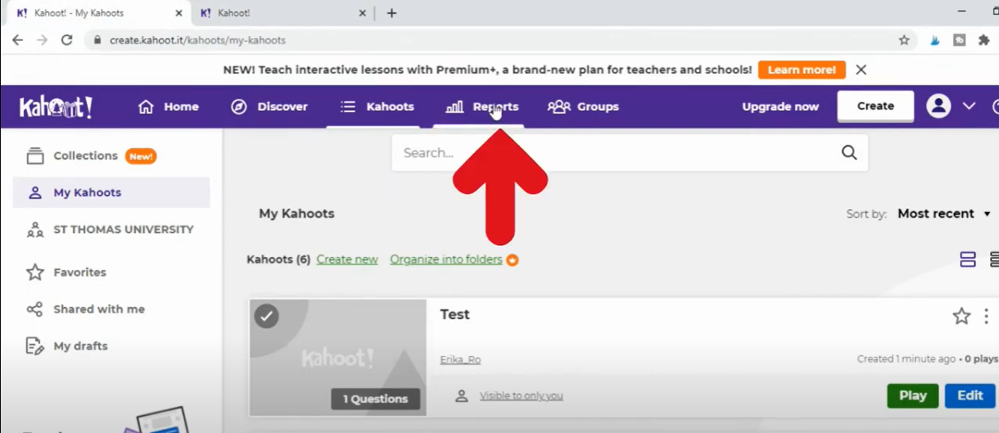 Kahoot! - My Kahoots
Kahoot!
create.kahoot.it/kahoots/my-kahoots
NEW! Teach interactive lessons with Premium+, a brand-new plan for teachers and schools! Learn more!
Kahoot! Home Discover Kahoots Reports Groups Upgrade now Create
Collections New!
Search...
My Kahoots
ST THOMAS UNIVERSITY
Favorites
Shared with me
My drafts
My Kahoots
Sort by: Most recent
Kahoots (6) Create new Organize into folders
Kahoot!
1 Questions
Test
Erika_Ro
Created 1 minute ago • 0 plays
Visible to only you
Play Edit